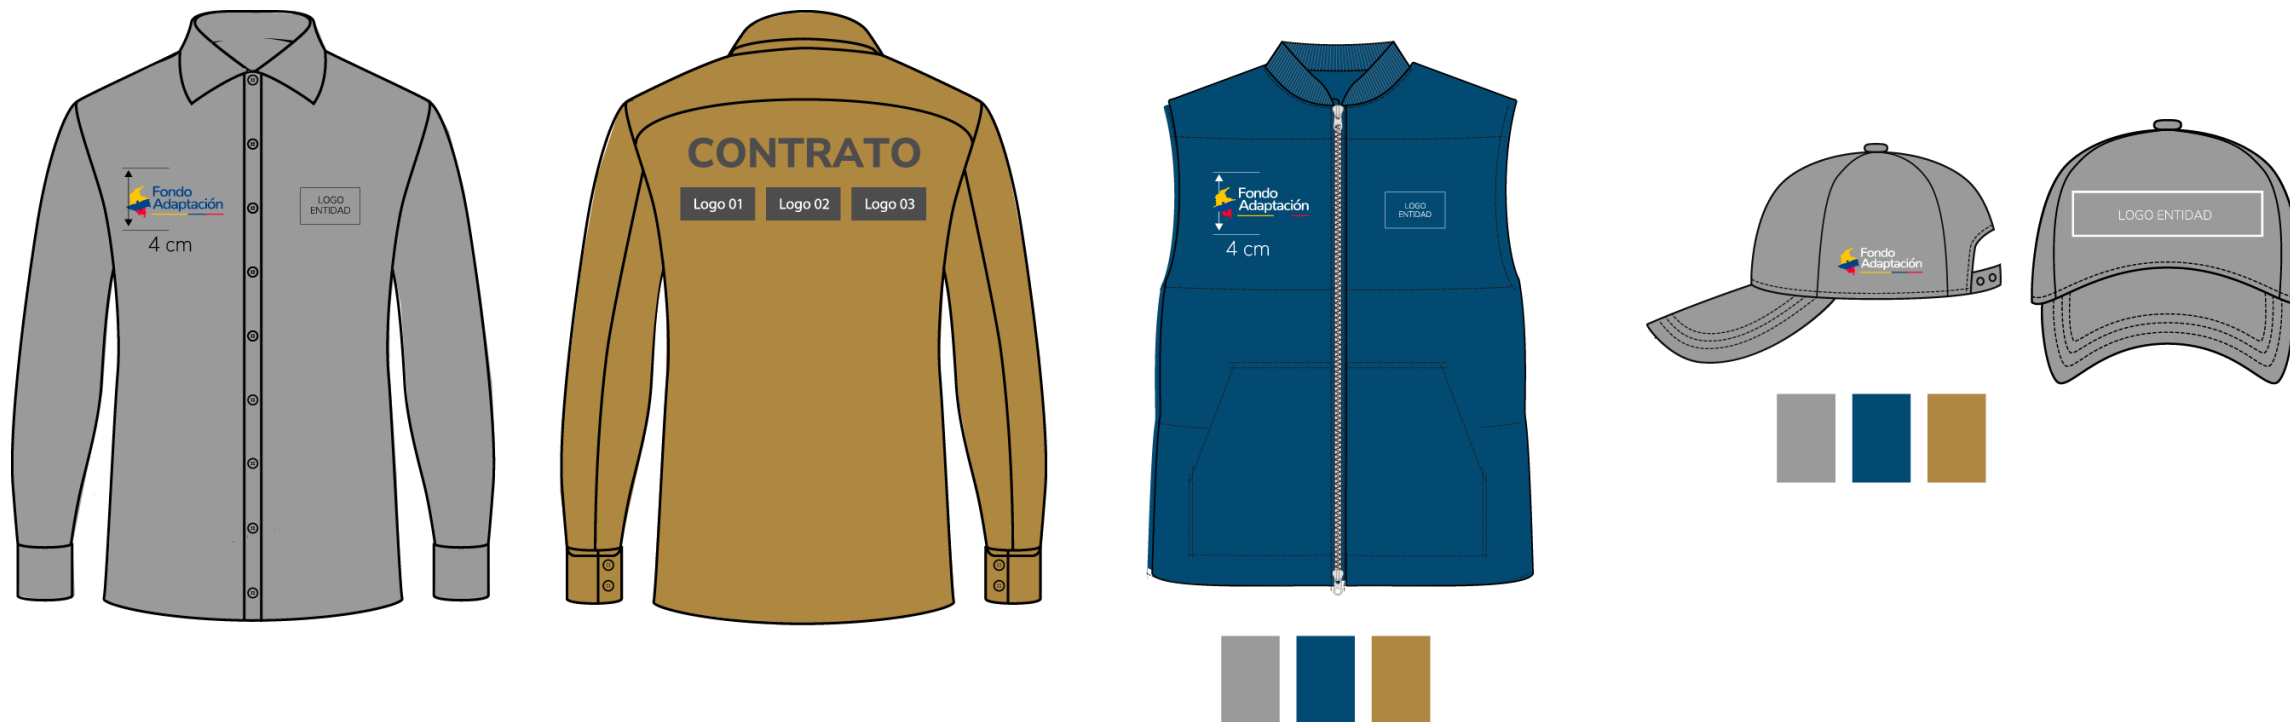 Fondo
Adaptación
4 cm
LOGO
ENTIDAD
CONTRATO
Logo 01
Logo 02
Logo 03
Fondo
Adaptación
4 cm
LOGO
ENTIDAD
Fondo
Adaptación
LOGO ENTIDAD